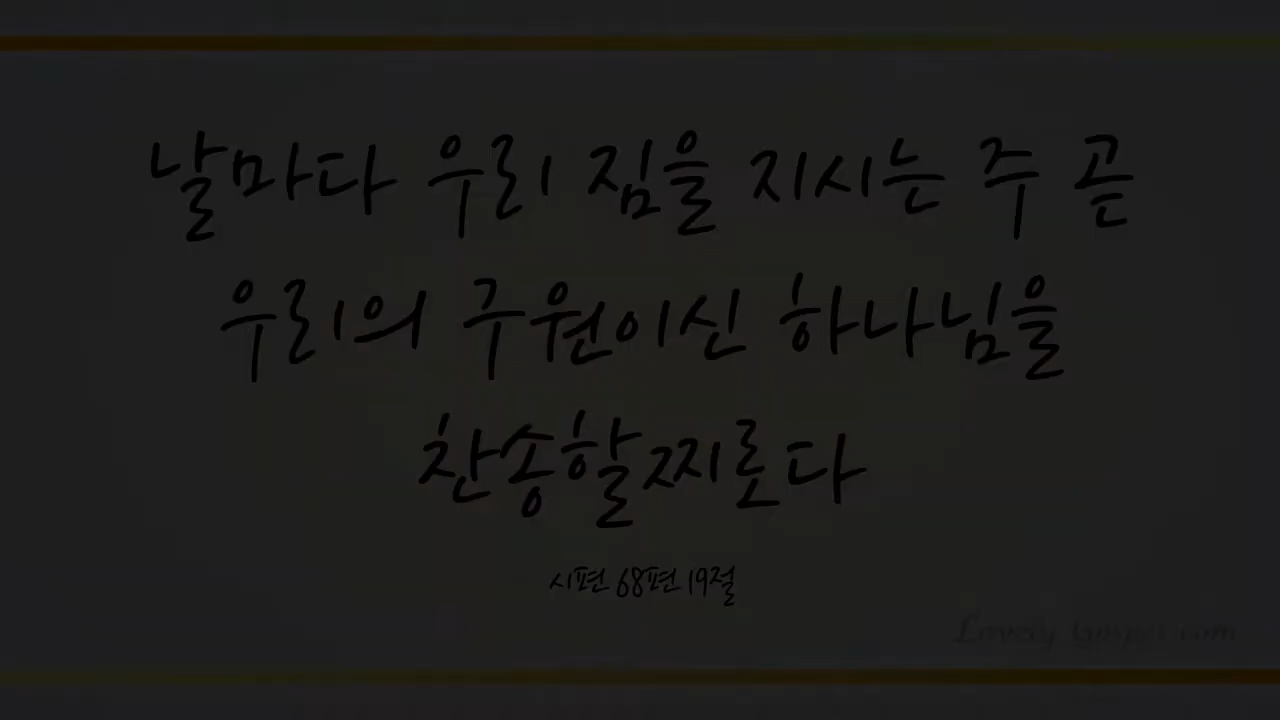 날마다 우리 짐을 지시는 주 곧
우리의 구원이신 하나님을
찬송할찌로다
시편 68편 19절
Lovely Gospel.com